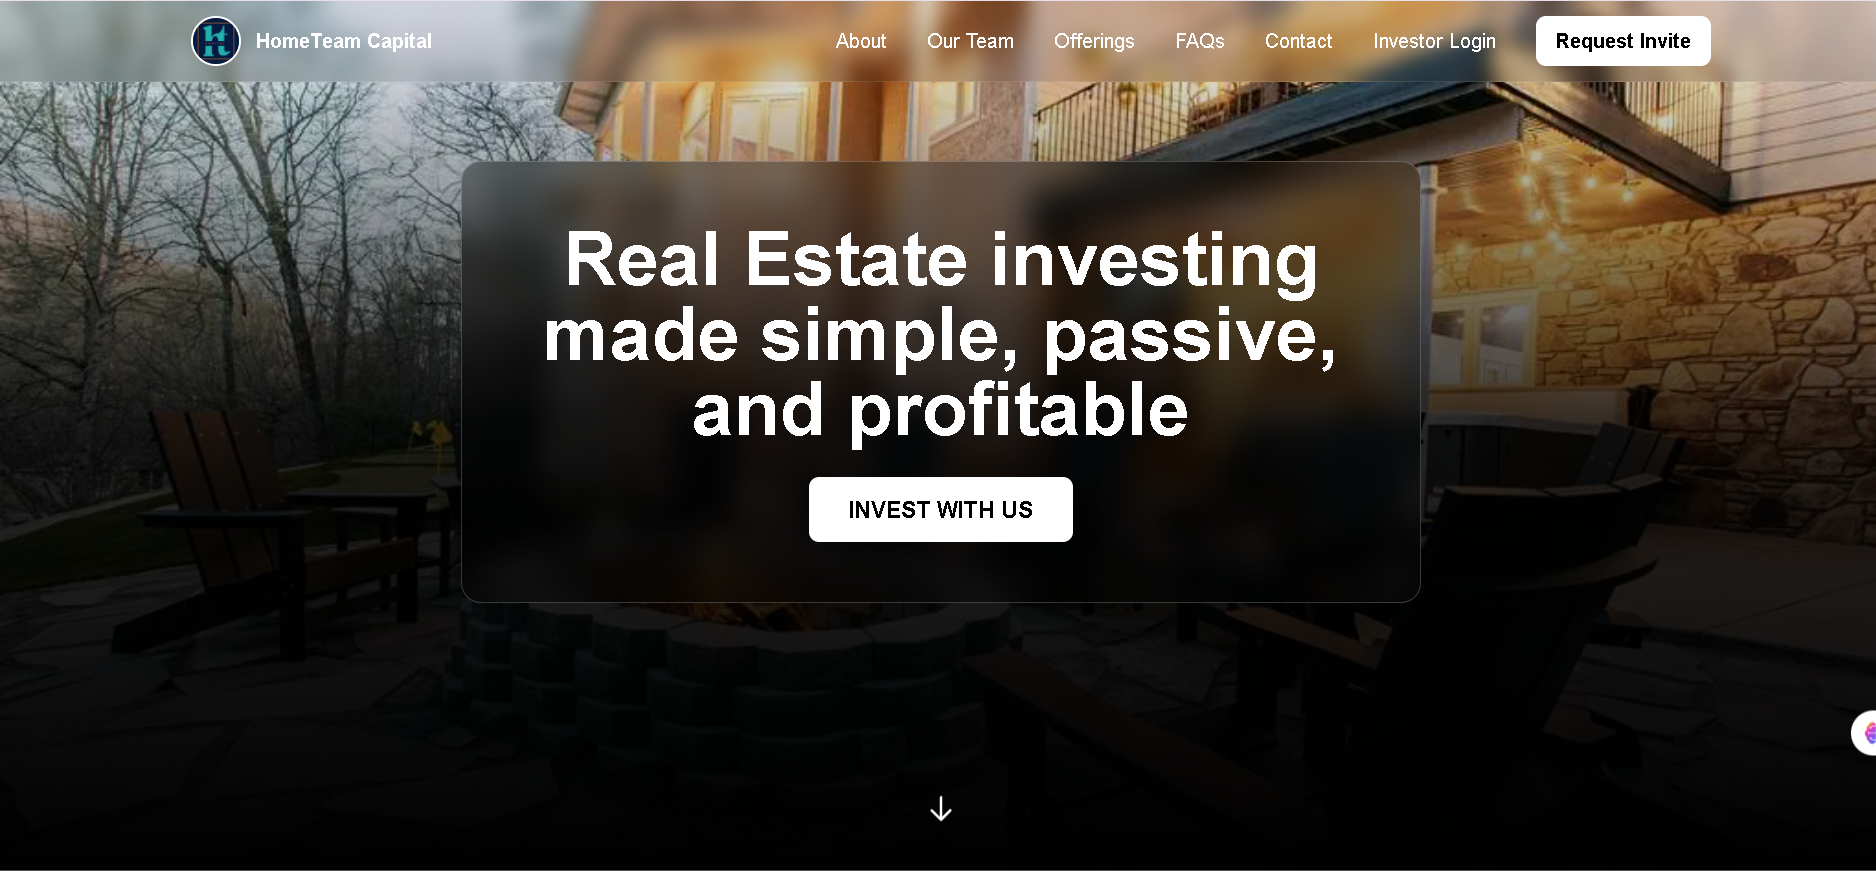 HomeTeam Capital
About
Our Team
Offerings
FAQs
Contact
Investor Login
Request Invite
Real Estate investing
made simple, passive,
and profitable
INVEST WITH US